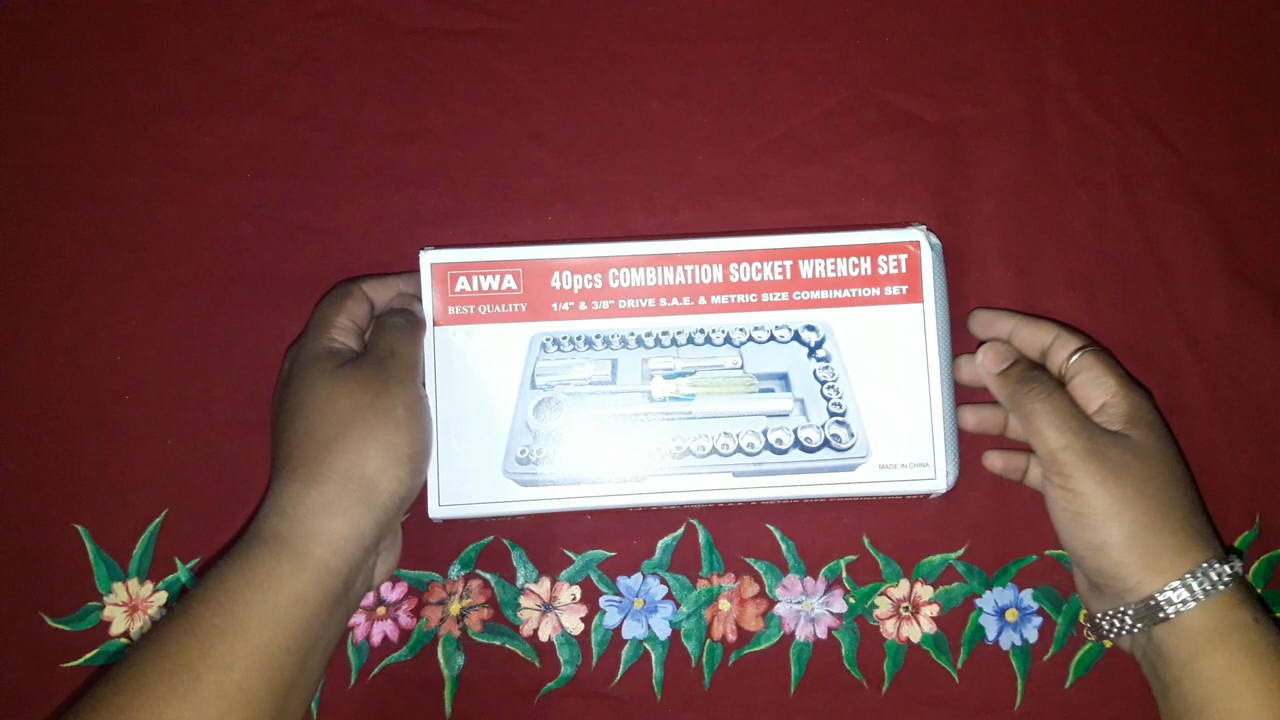 AIWA
BEST QUALITY
40pcs COMBINATION SOCKET WRENCH SET
1/4" & 3/8" DRIVE S.A.E. & METRIC SIZE COMBINATION SET
MADE IN CHINA